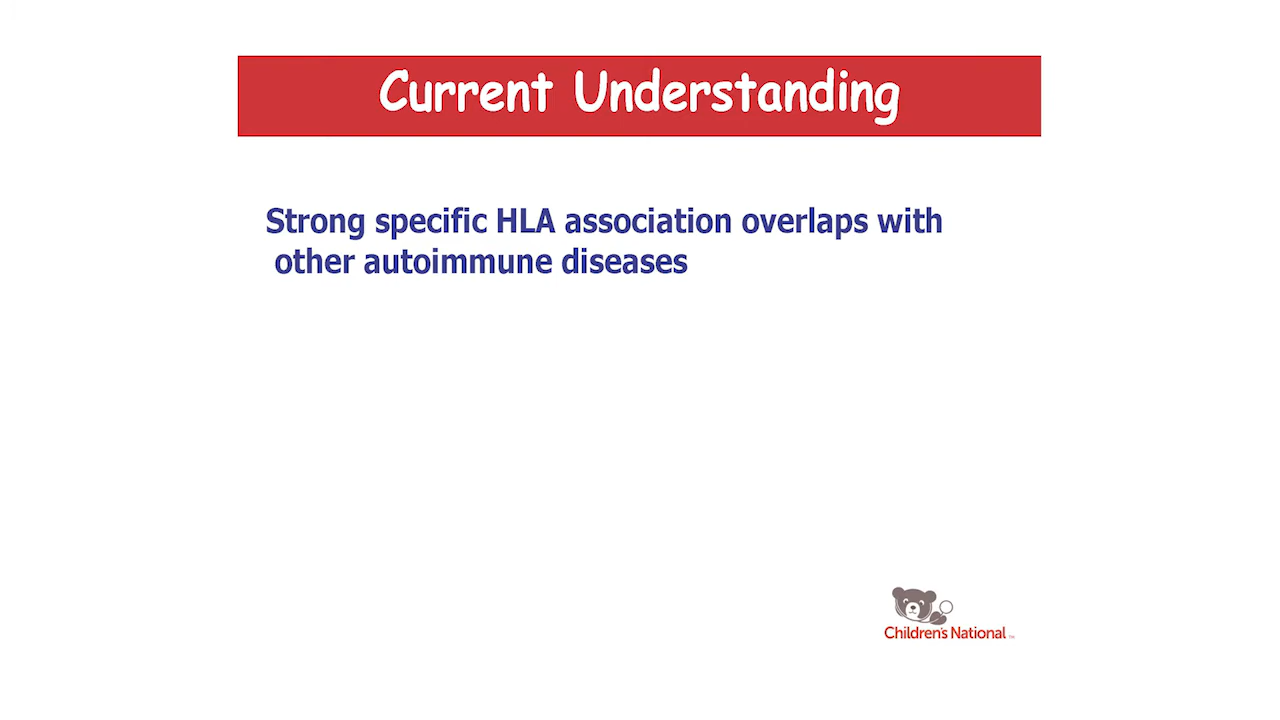 Current Understanding
Strong specific HLA association overlaps with
other autoimmune diseases
Children's National